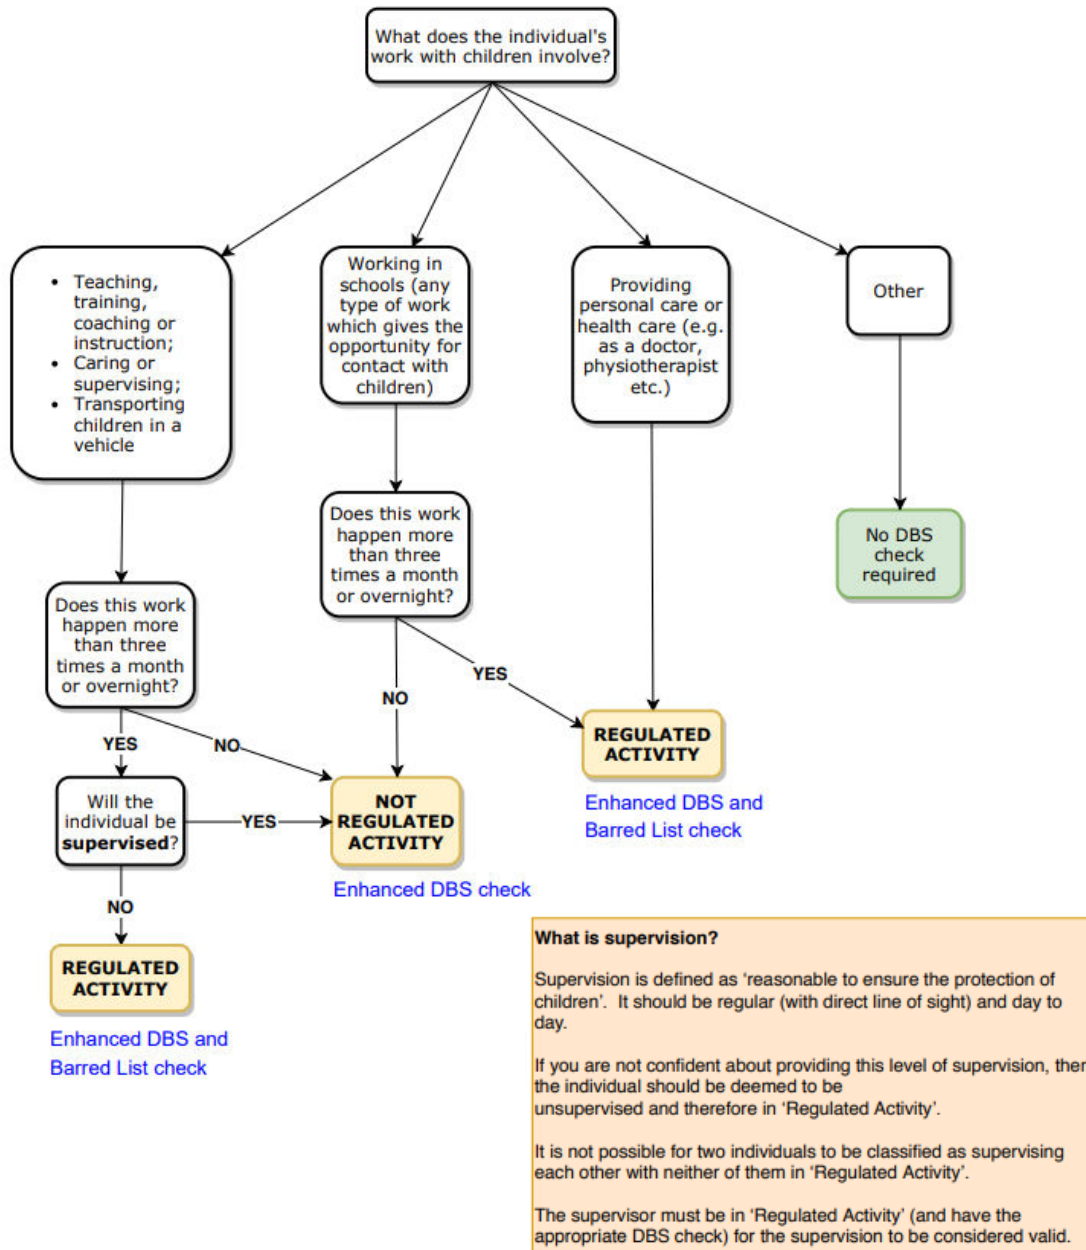 What does the individual's
work with children involve?
• Teaching,
training,
coaching or
instruction;
• Caring or
supervising;
• Transporting
children in a
vehicle
Working in
schools (any
type of work
which gives the
opportunity for
contact with
children)
Providing
personal care or
health care (e.g.
as a doctor,
physiotherapist
etc.)
Other
Does this work
happen more
than three
times a month
or overnight?
No DBS
check
required
Does this work
happen more
than three
times a month
or overnight?
YES
NO
NO
YES
REGULATED
ACTIVITY
Enhanced DBS and
Barred List check
Will the
individual be
supervised?
YES
NOT
REGULATED
ACTIVITY
Enhanced DBS check
NO
REGULATED
ACTIVITY
Enhanced DBS and
Barred List check
What is supervision?
Supervision is defined as ‘reasonable to ensure the protection of
children’. It should be regular (with direct line of sight) and day to
day.
If you are not confident about providing this level of supervision, then
the individual should be deemed to be
unsupervised and therefore in ‘Regulated Activity’.
It is not possible for two individuals to be classified as supervising
each other with neither of them in ‘Regulated Activity’.
The supervisor must be in ‘Regulated Activity’ (and have the
appropriate DBS check) for the supervision to be considered valid.